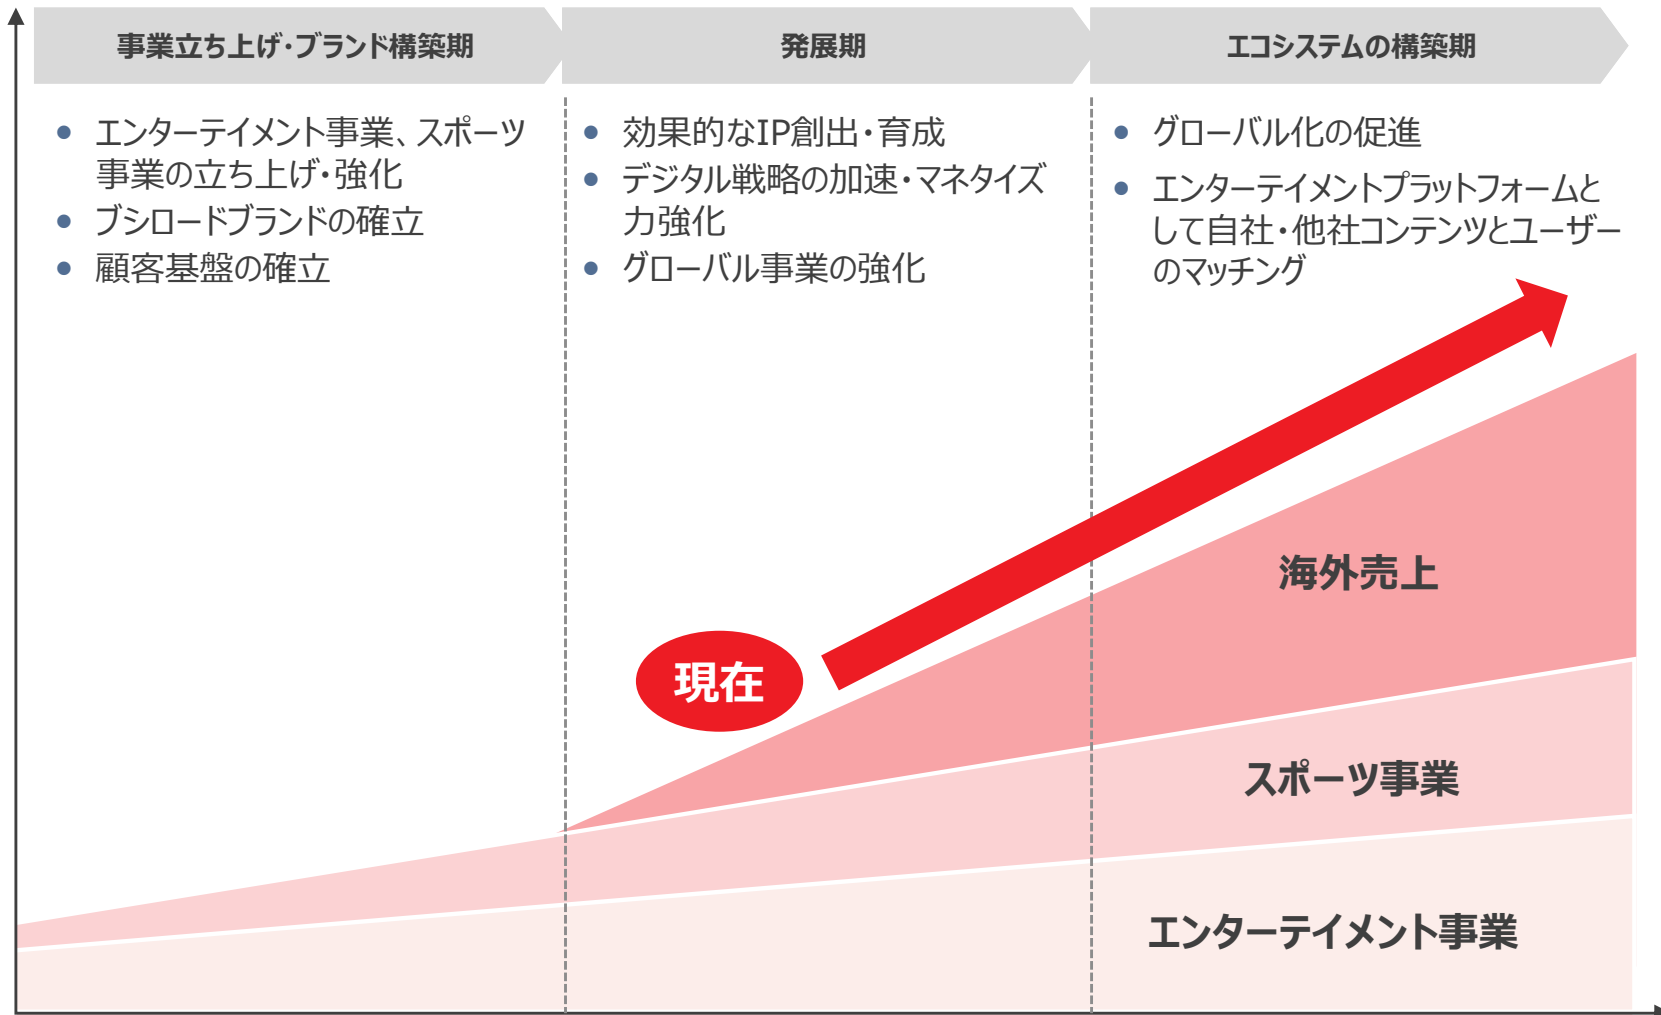 事業立ち上げ・ブランド構築期
発展期
エコシステムの構築期
エンターテイメント事業、スポーツ
事業の立ち上げ・強化
ブシロードブランドの確立
顧客基盤の確立
効果的なIP創出・育成
デジタル戦略の加速・マネタイズ
力強化
グローバル事業の強化
グローバル化の促進
エンターテイメントプラットフォームと
して自社・他社コンテンツとユーザー
のマッチング
現在
海外売上
スポーツ事業
エンターテイメント事業